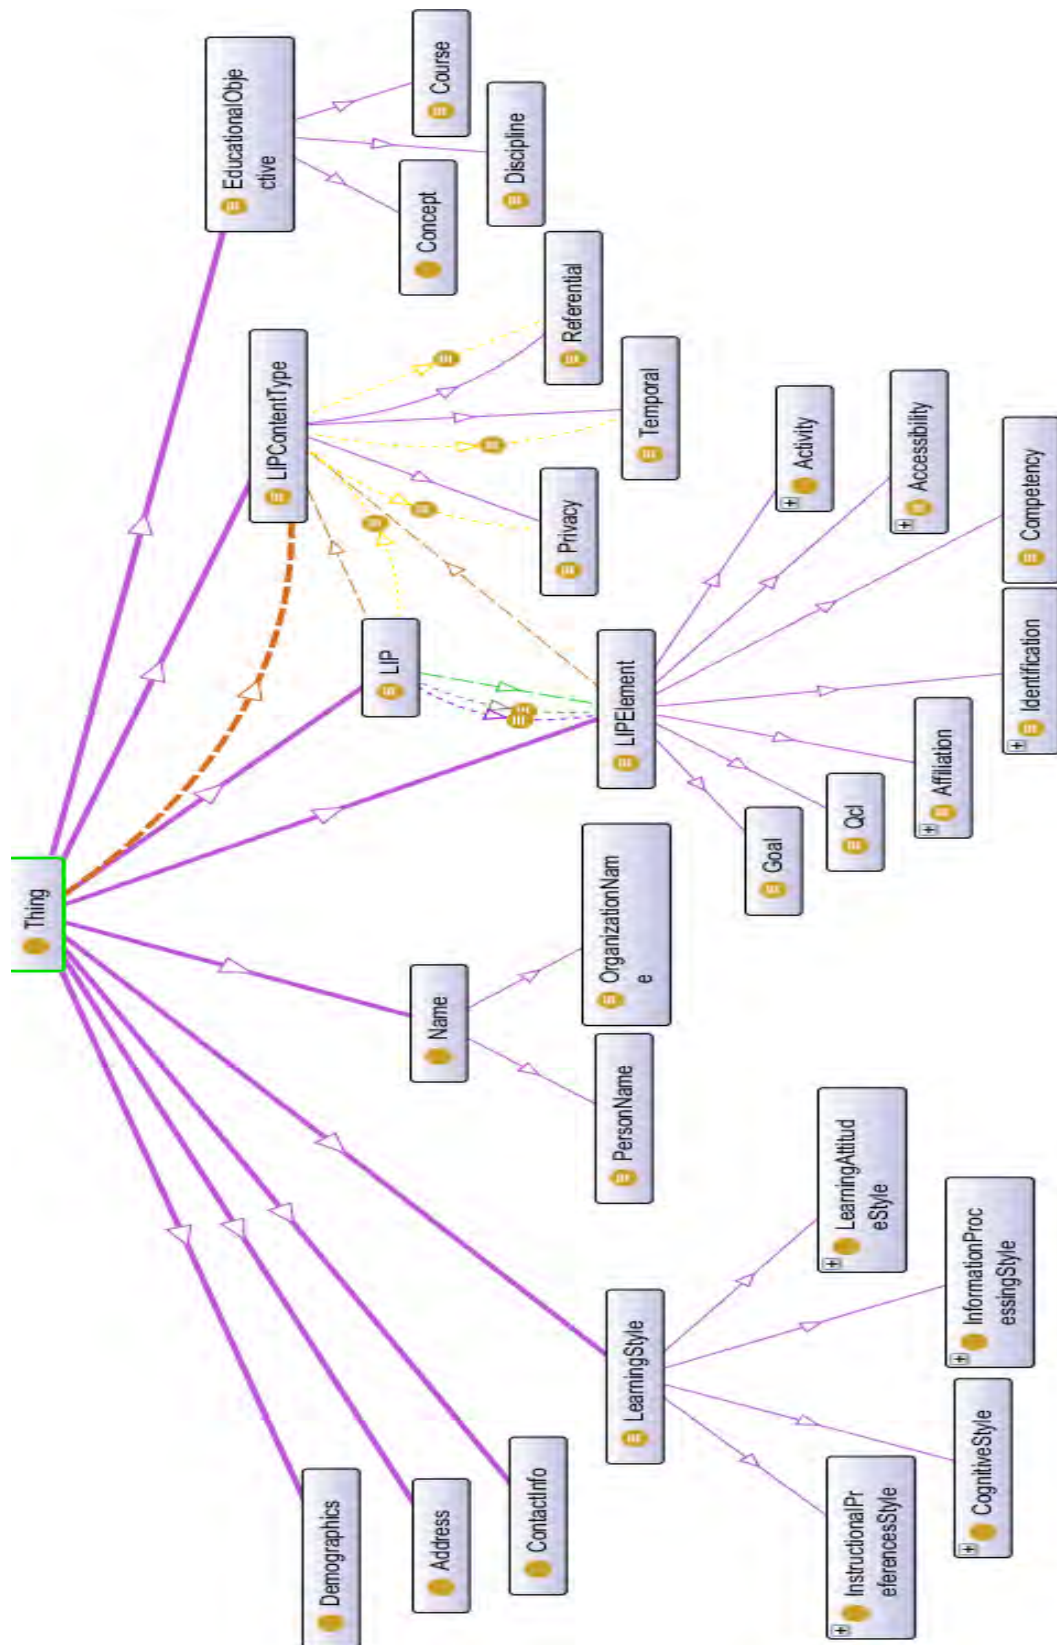 Thing
Demographics
Address
ContactInfo
LearningStyle
Name
LIPElement
LIP
LIPContentType
EducationalObje
ctive
InstructionalPr
eferencesStyle
CognitiveStyle
InformationProc
essingStyle
LearningAttitud
eStyle
PersonName
OrganizationNam
e
Goal
Qcl
Affiliation
Identification
Competency
Accessibility
Activity
Privacy
Temporal
Referential
Concept
Discipline
Course